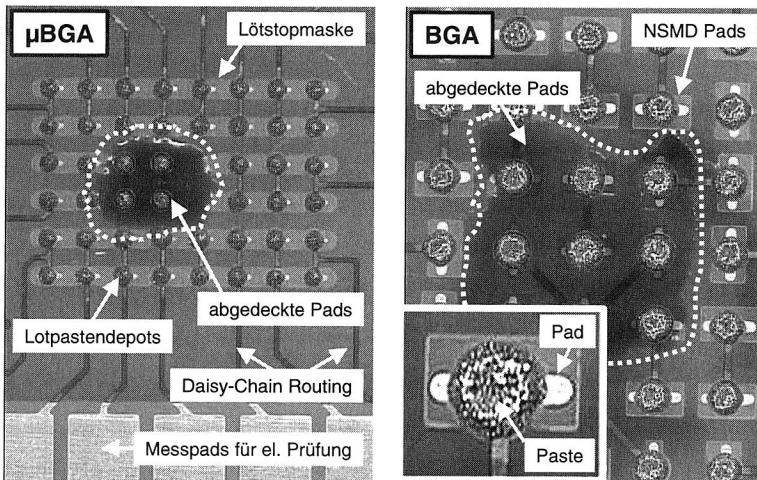 µBGA
Lötstopmaske
abgedeckte Pads
Lotpastendepots
Daisy-Chain Routing
Messpads für el. Prüfung
BGA
NSMD Pads
abgedeckte Pads
Pad
Paste